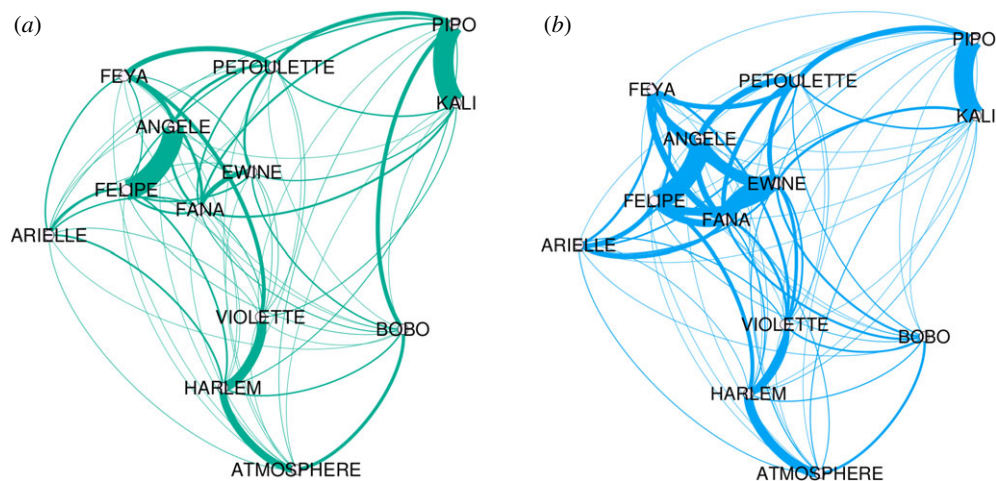 (a)
PIPO
PETOULETTE
FEYA
KALI
ANGELE
EWINE
FELIPE
FANA
ARIELLE
VIOLETTE
BOBO
HARLEM
ATMOSPHERE
(b)
PIPO
PETOULETTE
FEYA
KALI
ANGELE
EWINE
FELIPE
FANA
ARIELLE
VIOLETTE
BOBO
HARLEM
ATMOSPHERE